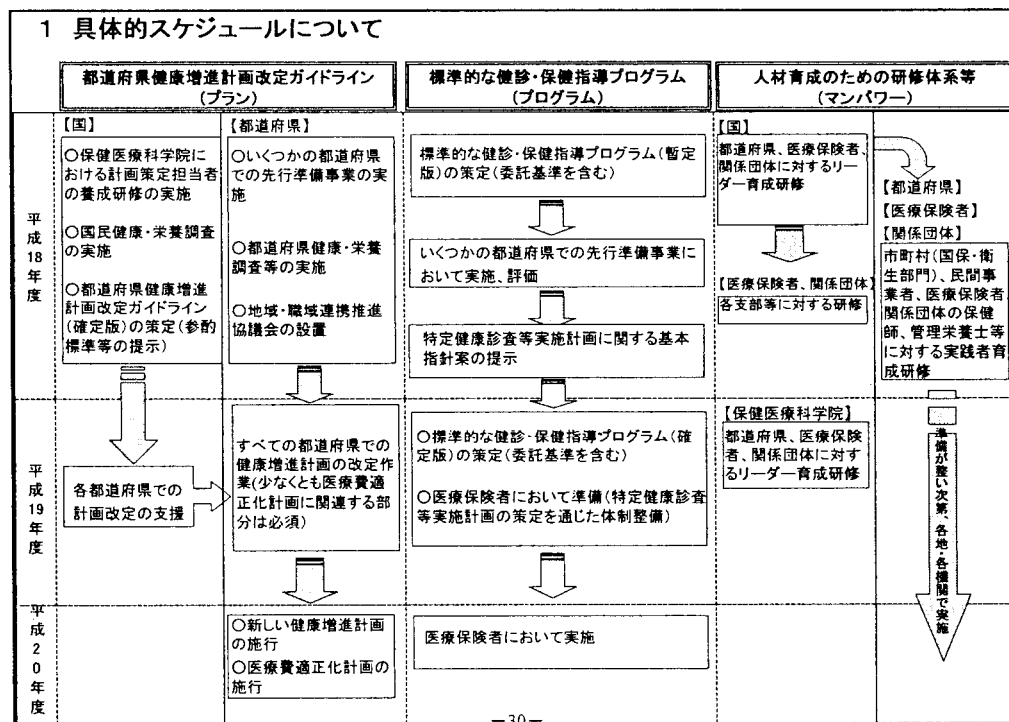 1 具体的スケジュールについて
都道府県健康増進計画改定ガイドライン
(プラン)
標準的な健診・保健指導プログラム
(プログラム)
人材育成のための研修体系等
(マンパワー)
平成18年度
【国】
○保健医療科学院に
おける計画策定担当者
の養成研修の実施
○国民健康・栄養調査
の実施
○都道府県健康増進
計画改定ガイドライン
(確定版)の策定(参酌
標準等の提示)
【都道府県】
○いくつかの都道府県
での先行準備事業の実
施
○都道府県健康・栄養
調査等の実施
○地域・職域連携推進
協議会の設置
標準的な健診・保健指導プログラム(暫定
版)の策定(委託基準を含む)
いくつかの都道府県での先行準備事業に
おいて実施、評価
特定健康診査等実施計画に関する基本
指針案の提示
【国】
都道府県、医療保険者、
関係団体に対するリー
ダー育成研修
【医療保険者、関係団体】
各支部等に対する研修
【都道府県】
【医療保険者】
【関係団体】
市町村(国保・衛
生部門)、民間事
業者、医療保険者
関係団体の保健
師、管理栄養士等
に対する実践者育
成研修
平成19年度
各都道府県での
計画改定の支援
すべての都道府県での
健康増進計画の改定作
業(少なくとも医療費適
正化計画に関連する部
分は必須)
○標準的な健診・保健指導プログラム(確
定版)の策定(委託基準を含む)
○医療保険者において準備(特定健康診査
等実施計画の策定を通じた体制整備)
【保健医療科学院】
都道府県、医療保険
者、関係団体に対す
るリーダー育成研修
準備が整い次第、各地・各機関で実施
平成20年度
○新しい健康増進計画
の施行
○医療費適正化計画の
施行
医療保険者において実施
—30—